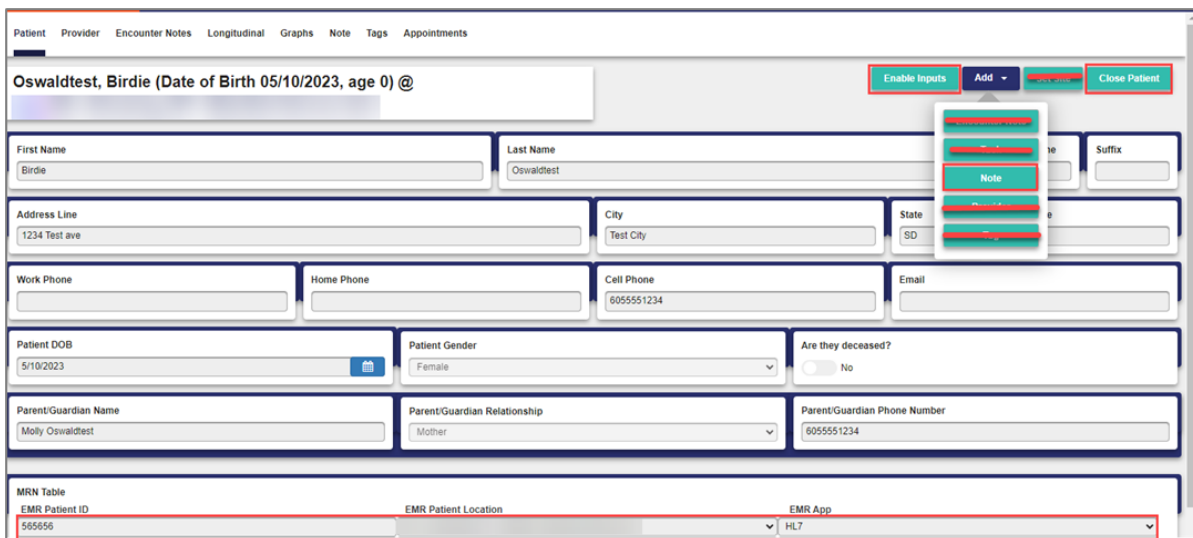 Patient Provider Encounter Notes Longitudinal Graphs Note Tags Appointments
Oswaldtest, Birdie (Date of Birth 05/10/2023, age 0) @
Enable Inputs Add Close Patient
Note
First Name Last Name Suffix
Birdie Oswaldtest
Address Line City State
1234 Test ave Test City SD
Work Phone Home Phone Cell Phone Email
6055551234
Patient DOB Patient Gender Are they deceased?
5/10/2023 Female No
Parent/Guardian Name Parent/Guardian Relationship Parent/Guardian Phone Number
Molly Oswaldtest Mother 6055551234
MRN Table
EMR Patient ID EMR Patient Location EMR App
565656 HL7